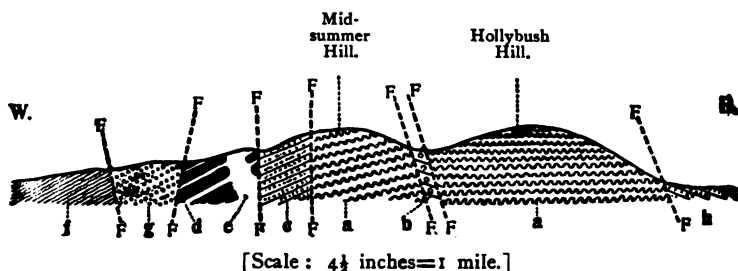 Mid-
summer
Hill.
Hollybush
Hill.
W.
F F F F F F F
f F g F d c F a F a b F F a F h
[Scale: 4½ inches=1 mile.]